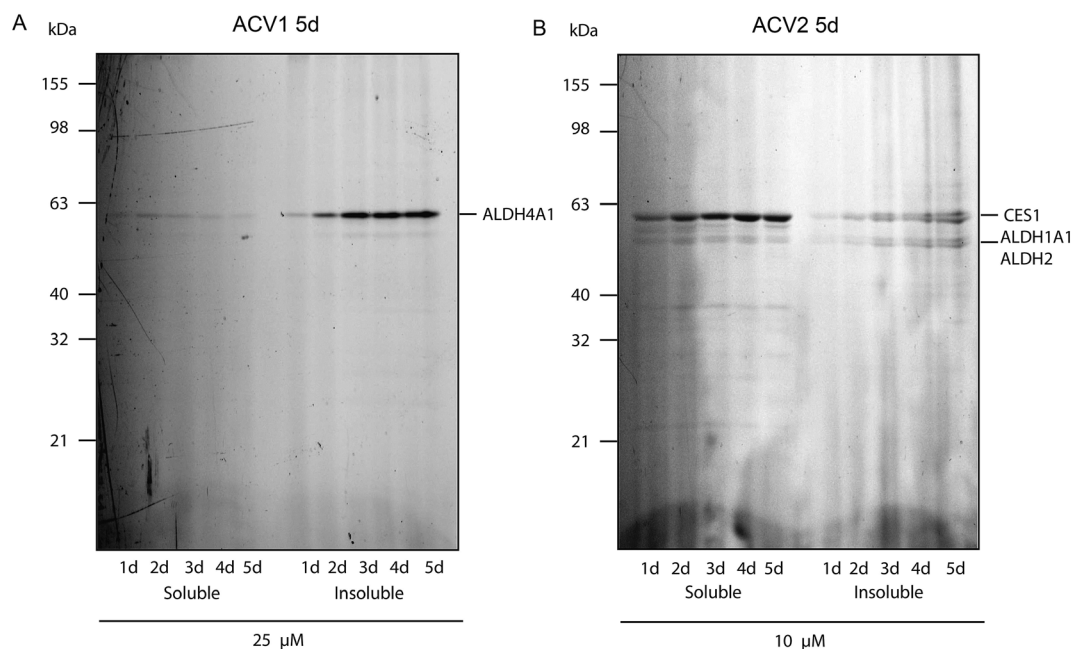 A
kDa
ACV1 5d
155
98
63
40
32
21
ALDH4A1
1d 2d 3d 4d 5d 1d 2d 3d 4d 5d
Soluble Insoluble
25 µM
B
kDa
ACV2 5d
155
98
63
40
32
21
CES1
ALDH1A1
ALDH2
1d 2d 3d 4d 5d 1d 2d 3d 4d 5d
Soluble Insoluble
10 µM